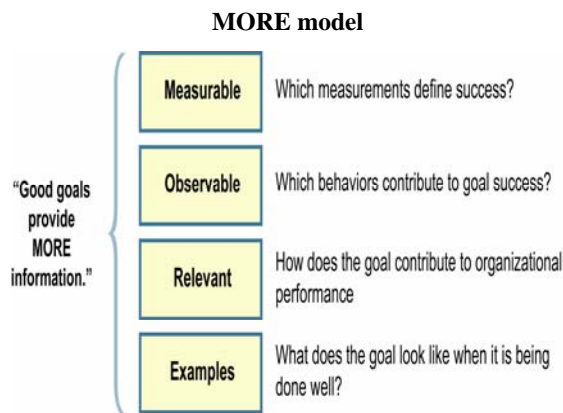 MORE model
"Good goals
provide
MORE
information."
Measurable
Which measurements define success?
Observable
Which behaviors contribute to goal success?
Relevant
How does the goal contribute to organizational
performance
Examples
What does the goal look like when it is being
done well?